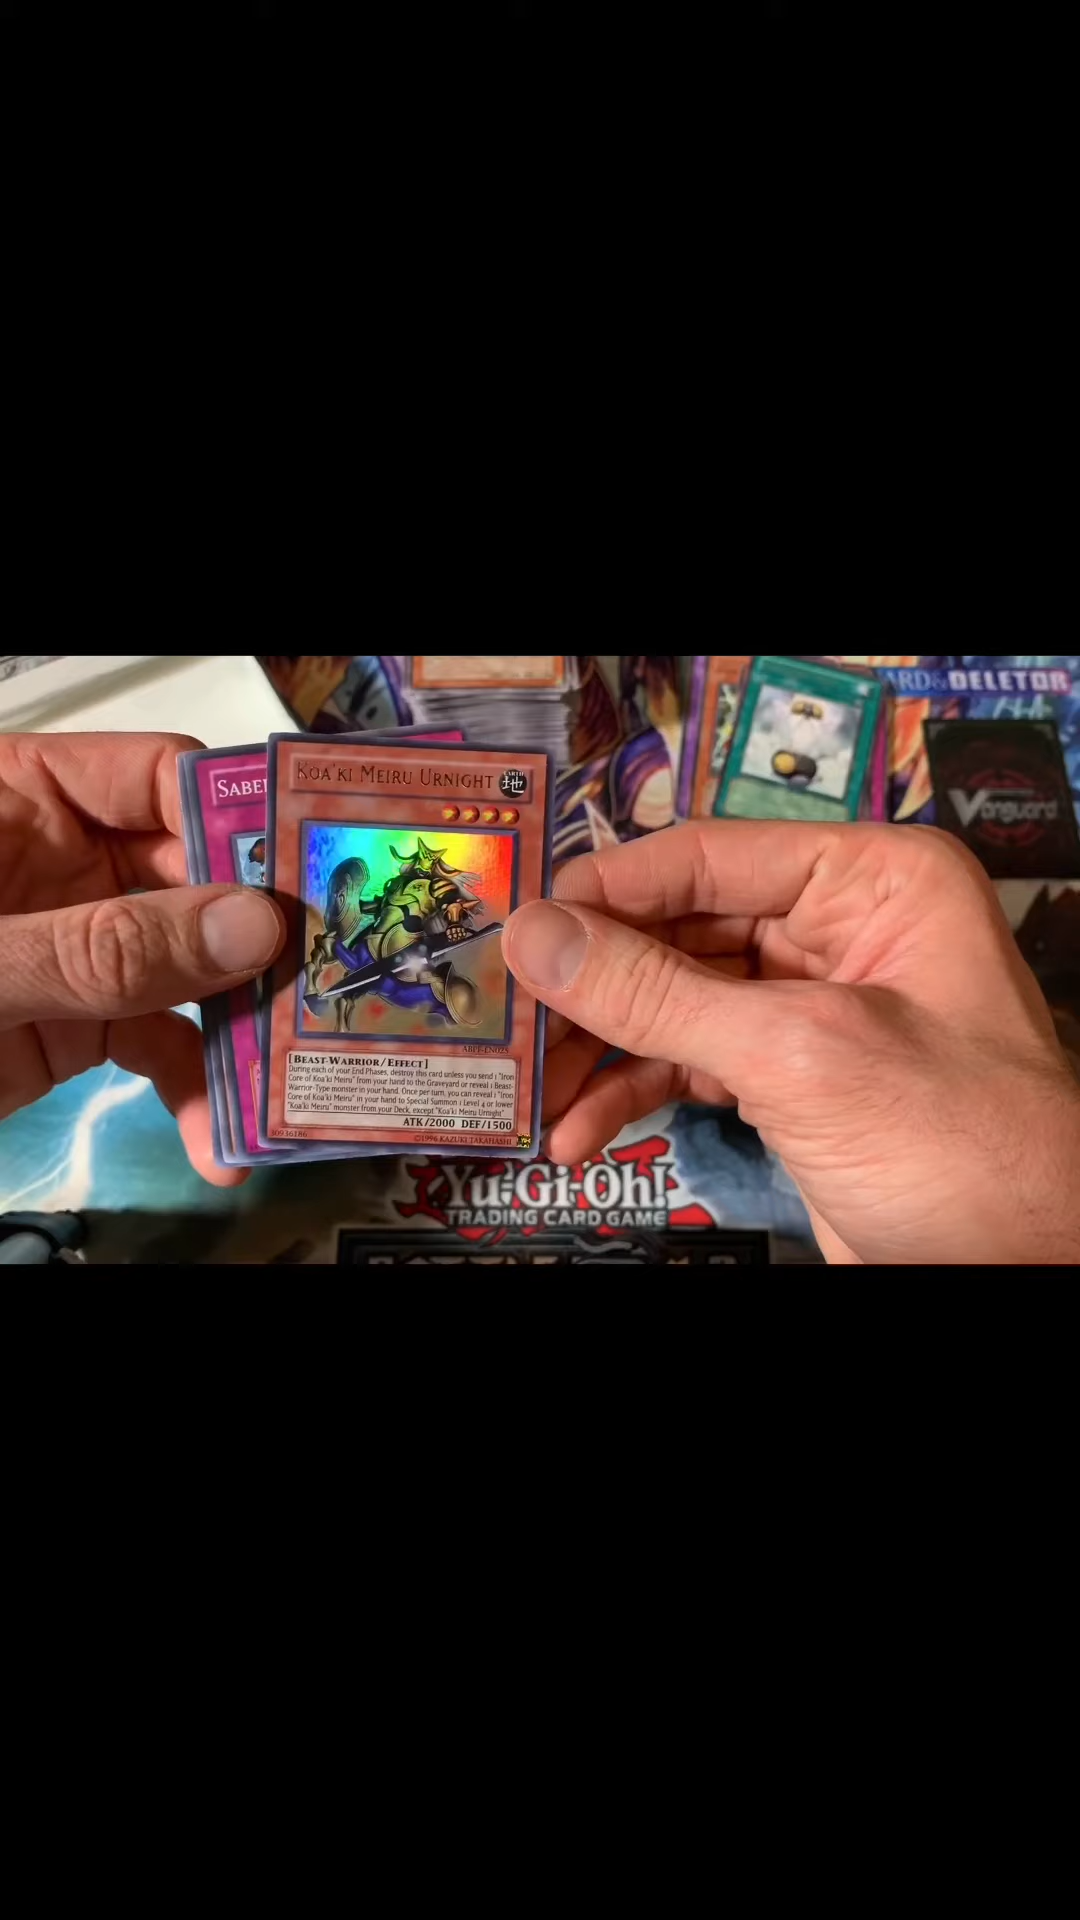 ARD & DELETOR
Vanguard
SABE
KOA'KI MEIRU URNIGHT
EARTH
地
ABPF-EN025
[BEAST-WARRIOR/EFFECT]
During each of your End Phases, destroy this card unless you send 1 "Iron
Core of Koa'ki Meiru" from your hand to the Graveyard or reveal 1 Beast-
Warrior-Type monster in your hand. Once per turn, you can reveal 1 "Iron
Core of Koa'ki Meiru" in your hand to Special Summon 1 Level 4 or lower
"Koa'ki Meiru" monster from your Deck, except "Koa'ki Meiru Urnight"
ATK/2000 DEF/1500
30936186
©1996 KAZUKI TAKAHASHI
Yu-Gi-Oh!
TRADING CARD GAME